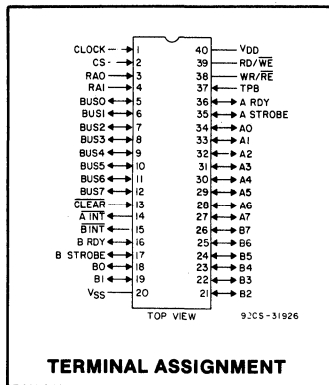 CLOCK 1 40 VDD
CS 2 39 RD/WE
RA0 3 38 WR/RE
RA1 4 37 TPB
BUS0 5 36 A RDY
BUS1 6 35 A STROBE
BUS2 7 34 A0
BUS3 8 33 A1
BUS4 9 32 A2
BUS5 10 31 A3
BUS6 11 30 A4
BUS7 12 29 A5
CLEAR 13 28 A6
A INT 14 27 A7
B INT 15 26 B7
B RDY 16 25 B6
B STROBE 17 24 B5
B0 18 23 B4
B1 19 22 B3
VSS 20 21 B2
TOP VIEW 92CS-31926
TERMINAL ASSIGNMENT